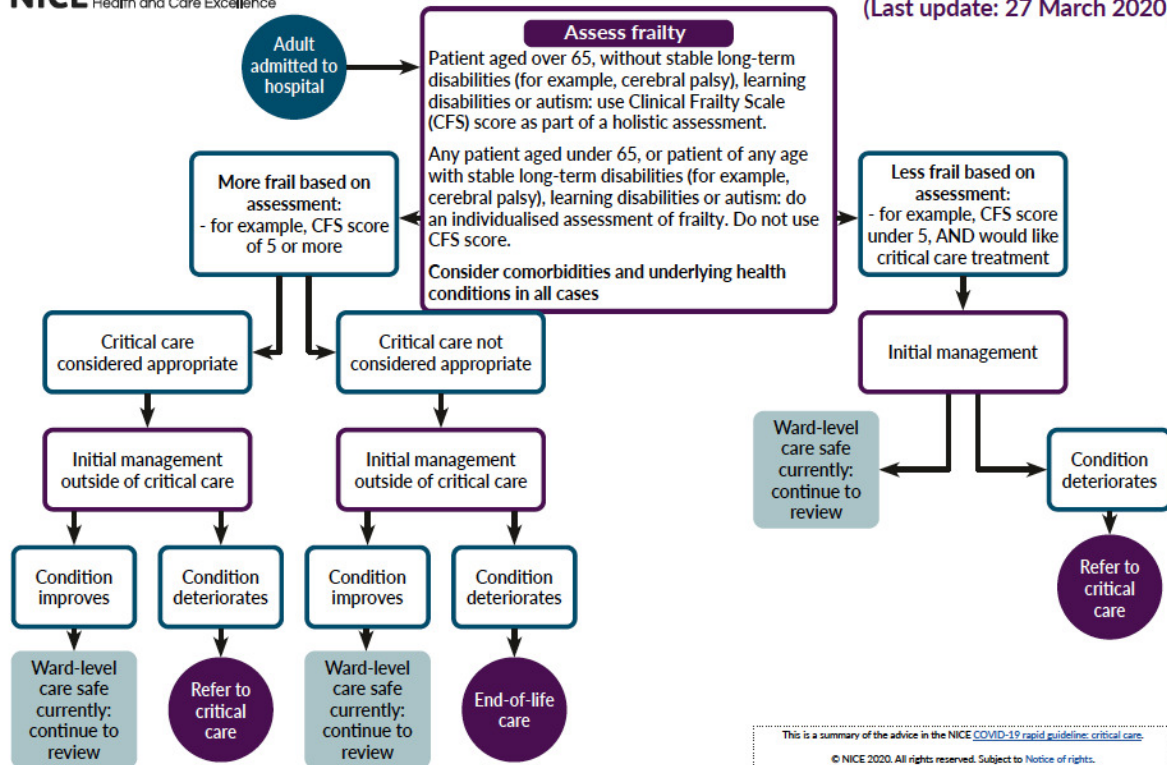 NICE Health and Care Excellence
(Last update: 27 March 2020
Adult
admitted to
hospital
Assess frailty
Patient aged over 65, without stable long-term
disabilities (for example, cerebral palsy), learning
disabilities or autism: use Clinical Frailty Scale
(CFS) score as part of a holistic assessment.
Any patient aged under 65, or patient of any age
with stable long-term disabilities (for example,
cerebral palsy), learning disabilities or autism: do
an individualised assessment of frailty. Do not use
CFS score.
Consider comorbidities and underlying health
conditions in all cases
More frail based on
assessment:
- for example, CFS score
of 5 or more
Less frail based on
assessment:
- for example, CFS score
under 5, AND would like
critical care treatment
Critical care
considered appropriate
Critical care not
considered appropriate
Initial management
Initial management
outside of critical care
Initial management
outside of critical care
Ward-level
care safe
currently:
continue to
review
Condition
deteriorates
Condition
improves
Condition
deteriorates
Condition
improves
Condition
deteriorates
Refer to
critical
care
Ward-level
care safe
currently:
continue to
review
Refer to
critical
care
Ward-level
care safe
currently:
continue to
review
End-of-life
care
This is a summary of the advice in the NICE COVID-19 rapid guideline: critical care.
© NICE 2020. All rights reserved. Subject to Notice of rights.